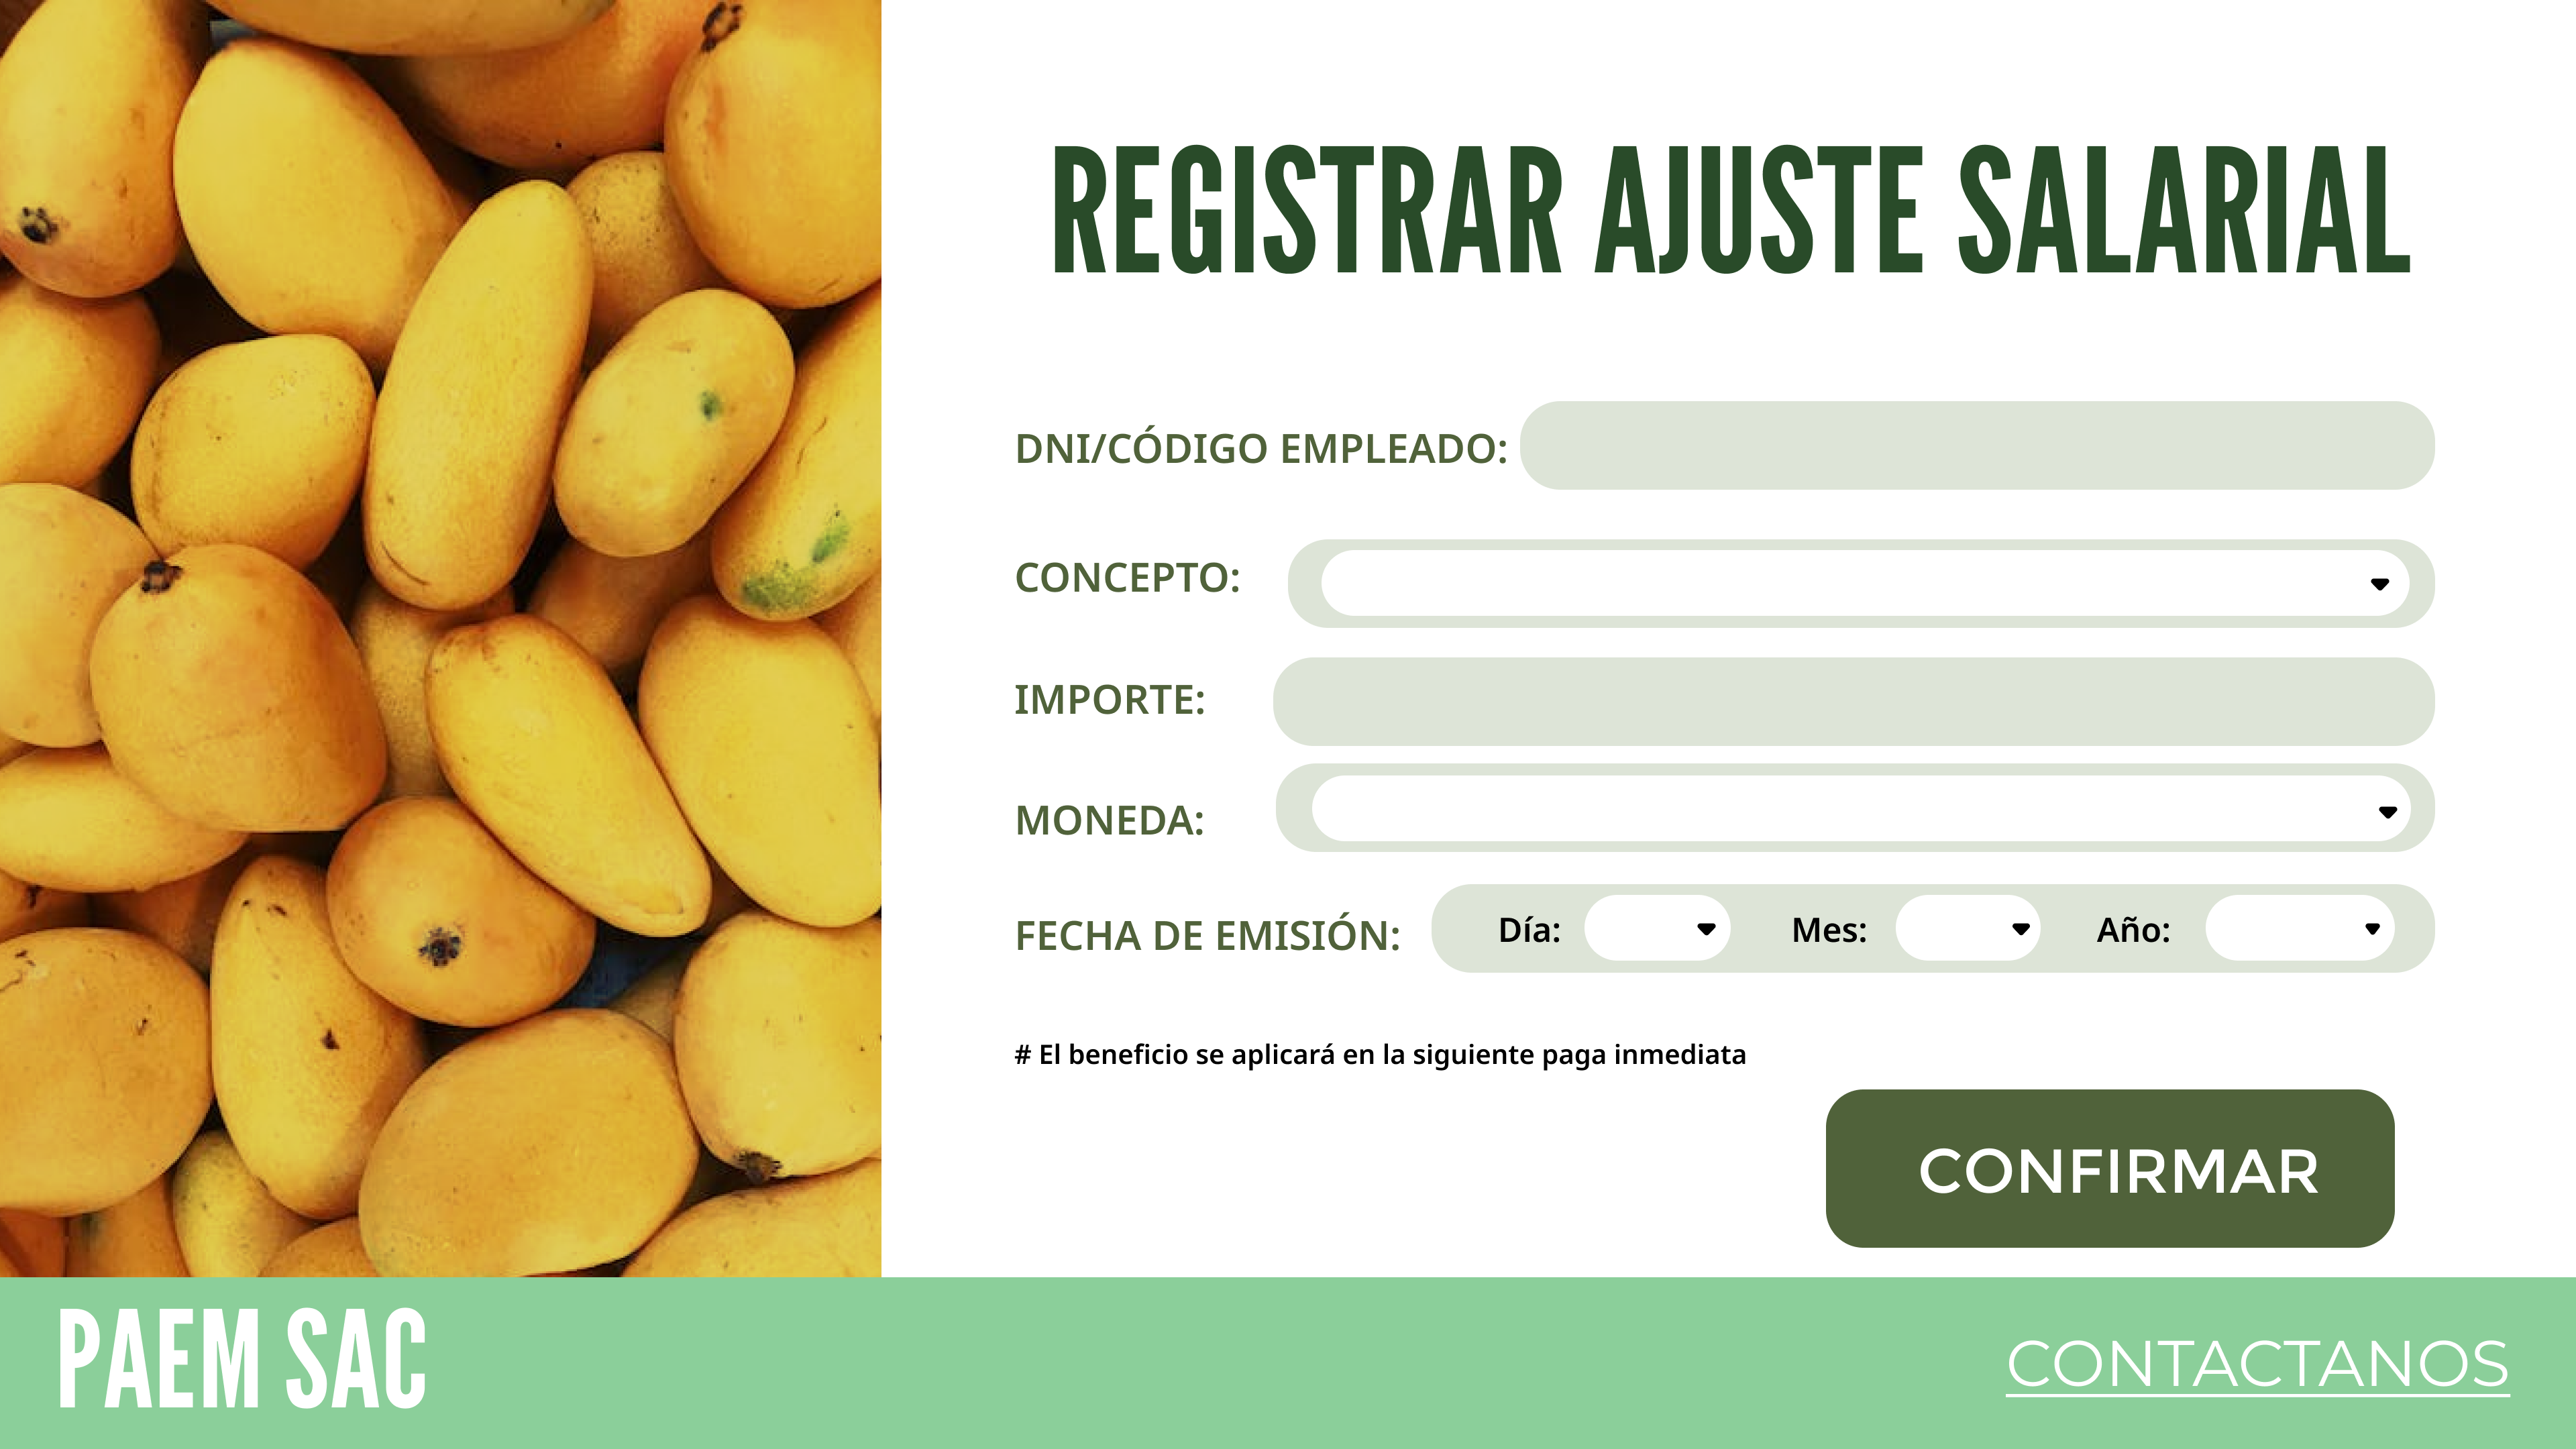 REGISTRAR AJUSTE SALARIAL
DNI/CÓDIGO EMPLEADO:
CONCEPTO:
IMPORTE:
MONEDA:
FECHA DE EMISIÓN: Día: Mes: Año:
# El beneficio se aplicará en la siguiente paga inmediata
CONFIRMAR
PAEM SAC
CONTACTANOS